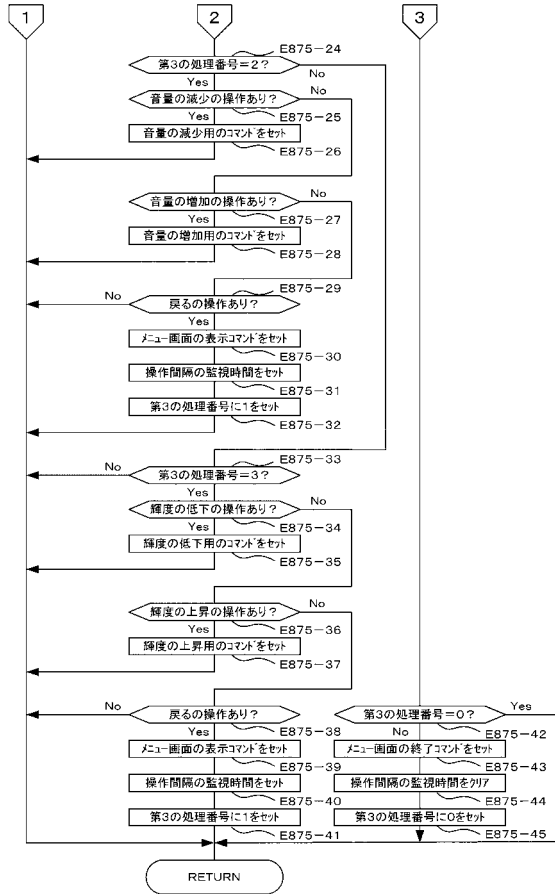 1
2
3
E875-24
第3の処理番号=2?
No
Yes
音量の減少の操作あり?
No
E875-25
Yes
音量の減少用のコマンドをセット
E875-26
音量の増加の操作あり?
No
E875-27
Yes
音量の増加用のコマンドをセット
E875-28
E875-29
No
戻るの操作あり?
Yes
メニュー画面の表示コマンドをセット
E875-30
操作間隔の監視時間をセット
E875-31
第3の処理番号に1をセット
E875-32
E875-33
No
第3の処理番号=3?
Yes
輝度の低下の操作あり?
No
E875-34
Yes
輝度の低下用のコマンドをセット
E875-35
輝度の上昇の操作あり?
No
E875-36
Yes
輝度の上昇用のコマンドをセット
E875-37
No
戻るの操作あり?
E875-38
Yes
メニュー画面の表示コマンドをセット
E875-39
操作間隔の監視時間をセット
E875-40
第3の処理番号に1をセット
E875-41
第3の処理番号=0?
Yes
E875-42
No
メニュー画面の終了コマンドをセット
E875-43
操作間隔の監視時間をクリア
E875-44
第3の処理番号に0をセット
E875-45
RETURN